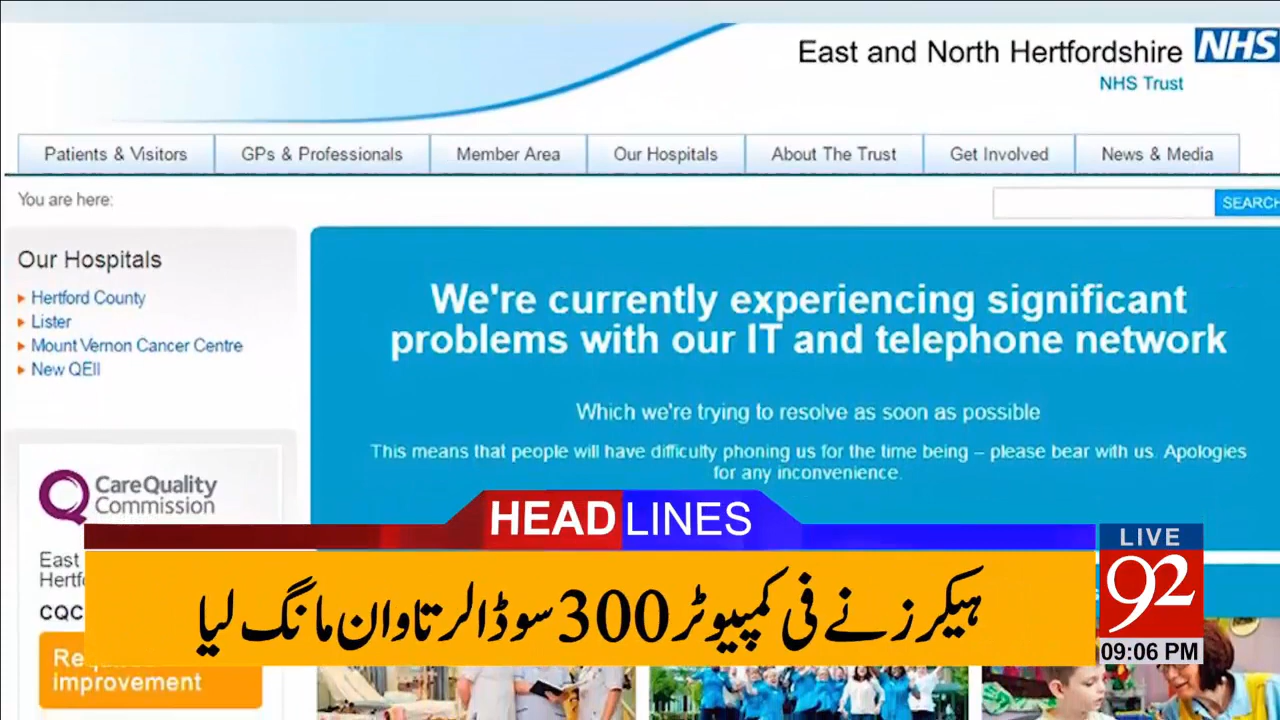 East and North Hertfordshire NHS
NHS Trust
Patients & Visitors GPs & Professionals Member Area Our Hospitals About The Trust Get Involved News & Media
You are here:
SEARCH
Our Hospitals
Hertford County
Lister
Mount Vernon Cancer Centre
New QEII
We're currently experiencing significant
problems with our IT and telephone network
Which we're trying to resolve as soon as possible
This means that people will have difficulty phoning us for the time being – please bear with us. Apologies
for any inconvenience.
CareQuality
Commission
East
CQC
improvement
HEADLINES
ہیکرز نے فی کمپیوٹر 300 سو ڈالر تاوان مانگ لیا
LIVE
92
09:06 PM